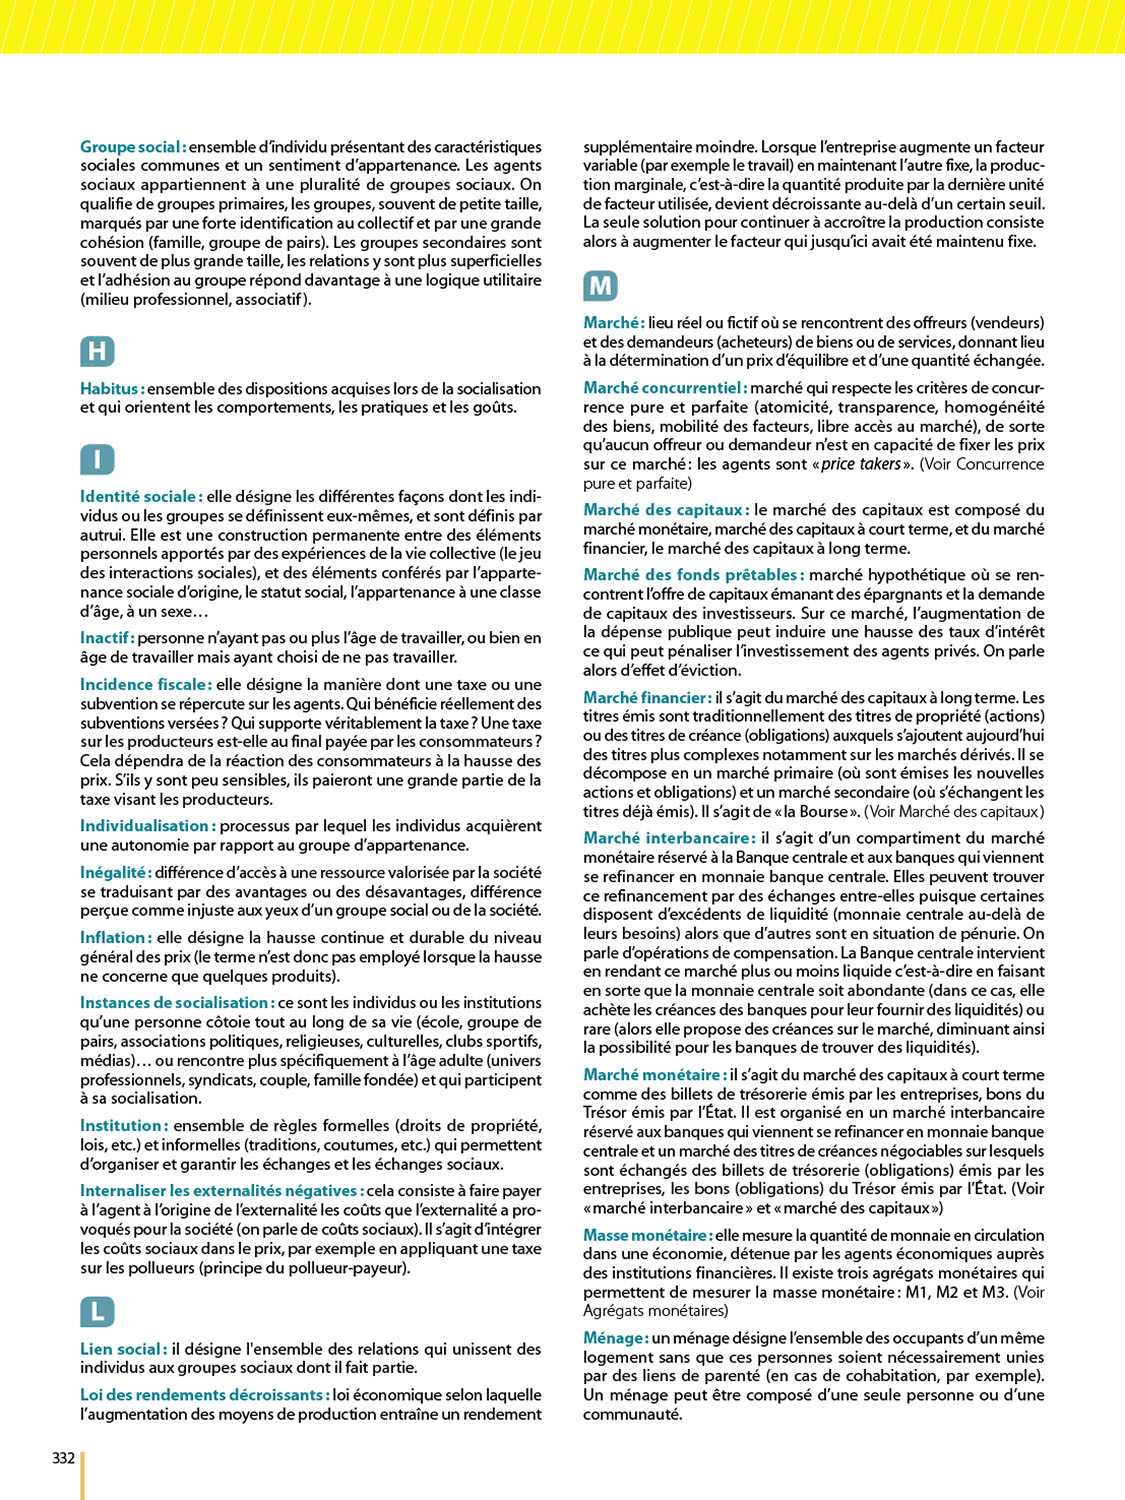 Groupe social : ensemble d’individu présentant des caractéristiques
sociales communes et un sentiment d’appartenance. Les agents
sociaux appartiennent à une pluralité de groupes sociaux. On
qualifie de groupes primaires, les groupes, souvent de petite taille,
marqués par une forte identification au collectif et par une grande
cohésion (famille, groupe de pairs). Les groupes secondaires sont
souvent de plus grande taille, les relations y sont plus superficielles
et l’adhésion au groupe répond davantage à une logique utilitaire
(milieu professionnel, associatif).
H
Habitus : ensemble des dispositions acquises lors de la socialisation
et qui orientent les comportements, les pratiques et les goûts.
I
Identité sociale : elle désigne les différentes façons dont les indi-
vidus ou les groupes se définissent eux-mêmes, et sont définis par
autrui. Elle est une construction permanente entre des éléments
personnels apportés par des expériences de la vie collective (le jeu
des interactions sociales), et des éléments conférés par l’apparte-
nance sociale d’origine, le statut social, l’appartenance à une classe
d’âge, à un sexe…
Inactif : personne n’ayant pas ou plus l’âge de travailler, ou bien en
âge de travailler mais ayant choisi de ne pas travailler.
Incidence fiscale : elle désigne la manière dont une taxe ou une
subvention se répercute sur les agents. Qui bénéficie réellement des
subventions versées ? Qui supporte véritablement la taxe ? Une taxe
sur les producteurs est-elle au final payée par les consommateurs ?
Cela dépendra de la réaction des consommateurs à la hausse des
prix. S’ils y sont peu sensibles, ils paieront une grande partie de la
taxe visant les producteurs.
Individualisation : processus par lequel les individus acquièrent
une autonomie par rapport au groupe d’appartenance.
Inégalité : différence d’accès à une ressource valorisée par la société
se traduisant par des avantages ou des désavantages, différence
perçue comme injuste aux yeux d’un groupe social ou de la société.
Inflation : elle désigne la hausse continue et durable du niveau
général des prix (le terme n’est donc pas employé lorsque la hausse
ne concerne que quelques produits).
Instances de socialisation : ce sont les individus ou les institutions
qu’une personne côtoie tout au long de sa vie (école, groupe de
pairs, associations politiques, religieuses, culturelles, clubs sportifs,
médias)… ou rencontre plus spécifiquement à l’âge adulte (univers
professionnels, syndicats, couple, famille fondée) et qui participent
à sa socialisation.
Institution : ensemble de règles formelles (droits de propriété,
lois, etc.) et informelles (traditions, coutumes, etc.) qui permettent
d’organiser et garantir les échanges et les échanges sociaux.
Internaliser les externalités négatives : cela consiste à faire payer
à l’agent à l’origine de l’externalité les coûts que l’externalité a pro-
voqués pour la société (on parle de coûts sociaux). Il s’agit d’intégrer
les coûts sociaux dans le prix, par exemple en appliquant une taxe
sur les pollueurs (principe du pollueur-payeur).
L
Lien social : il désigne l'ensemble des relations qui unissent des
individus aux groupes sociaux dont il fait partie.
Loi des rendements décroissants : loi économique selon laquelle
l’augmentation des moyens de production entraîne un rendement
supplémentaire moindre. Lorsque l’entreprise augmente un facteur
variable (par exemple le travail) en maintenant l’autre fixe, la produc-
tion marginale, c’est-à-dire la quantité produite par la dernière unité
de facteur utilisée, devient décroissante au-delà d’un certain seuil.
La seule solution pour continuer à accroître la production consiste
alors à augmenter le facteur qui jusqu’ici avait été maintenu fixe.
M
Marché : lieu réel ou fictif où se rencontrent des offreurs (vendeurs)
et des demandeurs (acheteurs) de biens ou de services, donnant lieu
à la détermination d’un prix d’équilibre et d’une quantité échangée.
Marché concurrentiel : marché qui respecte les critères de concur-
rence pure et parfaite (atomicité, transparence, homogénéité
des biens, mobilité des facteurs, libre accès au marché), de sorte
qu’aucun offreur ou demandeur n’est en capacité de fixer les prix
sur ce marché : les agents sont « price takers ». (Voir Concurrence
pure et parfaite)
Marché des capitaux : le marché des capitaux est composé du
marché monétaire, marché des capitaux à court terme, et du marché
financier, le marché des capitaux à long terme.
Marché des fonds prêtables : marché hypothétique où se ren-
contrent l’offre de capitaux émanant des épargnants et la demande
de capitaux des investisseurs. Sur ce marché, l’augmentation de
la dépense publique peut induire une hausse des taux d’intérêt
ce qui peut pénaliser l’investissement des agents privés. On parle
alors d’effet d’éviction.
Marché financier : il s’agit du marché des capitaux à long terme. Les
titres émis sont traditionnellement des titres de propriété (actions)
ou des titres de créance (obligations) auxquels s’ajoutent aujourd’hui
des titres plus complexes notamment sur les marchés dérivés. Il se
décompose en un marché primaire (où sont émises les nouvelles
actions et obligations) et un marché secondaire (où s’échangent les
titres déjà émis). Il s’agit de « la Bourse ». (Voir Marché des capitaux)
Marché interbancaire : il s’agit d’un compartiment du marché
monétaire réservé à la Banque centrale et aux banques qui viennent
se refinancer en monnaie banque centrale. Elles peuvent trouver
ce refinancement par des échanges entre-elles puisque certaines
disposent d’excédents de liquidité (monnaie centrale au-delà de
leurs besoins) alors que d’autres sont en situation de pénurie. On
parle d’opérations de compensation. La Banque centrale intervient
en rendant ce marché plus ou moins liquide c’est-à-dire en faisant
en sorte que la monnaie centrale soit abondante (dans ce cas, elle
achète les créances des banques pour leur fournir des liquidités) ou
rare (alors elle propose des créances sur le marché, diminuant ainsi
la possibilité pour les banques de trouver des liquidités).
Marché monétaire : il s’agit du marché des capitaux à court terme
comme des billets de trésorerie émis par les entreprises, bons du
Trésor émis par l’État. Il est organisé en un marché interbancaire
réservé aux banques qui viennent se refinancer en monnaie banque
centrale et un marché des titres de créances négociables sur lesquels
sont échangés des billets de trésorerie (obligations) émis par les
entreprises, les bons (obligations) du Trésor émis par l’État. (Voir
« marché interbancaire » et « marché des capitaux »)
Masse monétaire : elle mesure la quantité de monnaie en circulation
dans une économie, détenue par les agents économiques auprès
des institutions financières. Il existe trois agrégats monétaires qui
permettent de mesurer la masse monétaire : M1, M2 et M3. (Voir
Agrégats monétaires)
Ménage : un ménage désigne l’ensemble des occupants d’un même
logement sans que ces personnes soient nécessairement unies
par des liens de parenté (en cas de cohabitation, par exemple).
Un ménage peut être composé d’une seule personne ou d’une
communauté.
332